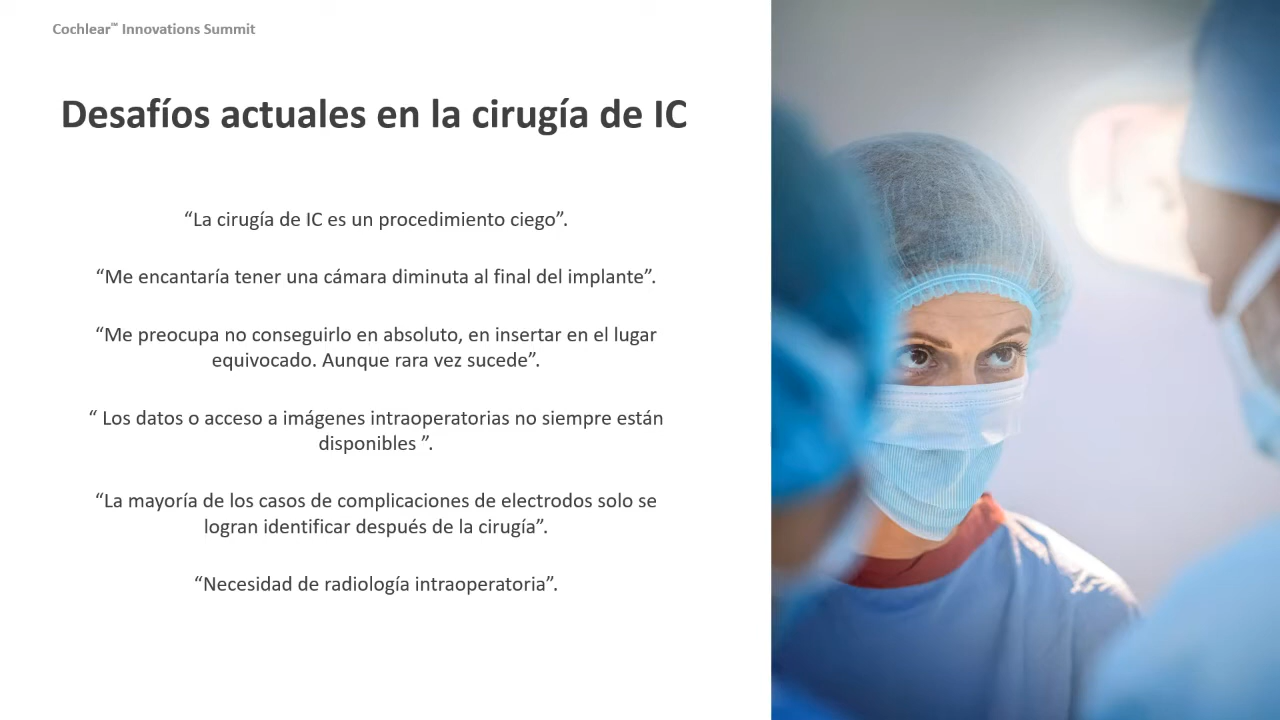 Cochlear™ Innovations Summit
Desafíos actuales en la cirugía de IC
“La cirugía de IC es un procedimiento ciego”.
“Me encantaría tener una cámara diminuta al final del implante”.
“Me preocupa no conseguirlo en absoluto, en insertar en el lugar
equivocado. Aunque rara vez sucede”.
“ Los datos o acceso a imágenes intraoperatorias no siempre están
disponibles ”.
“La mayoría de los casos de complicaciones de electrodos solo se
logran identificar después de la cirugía”.
“Necesidad de radiología intraoperatoria”.